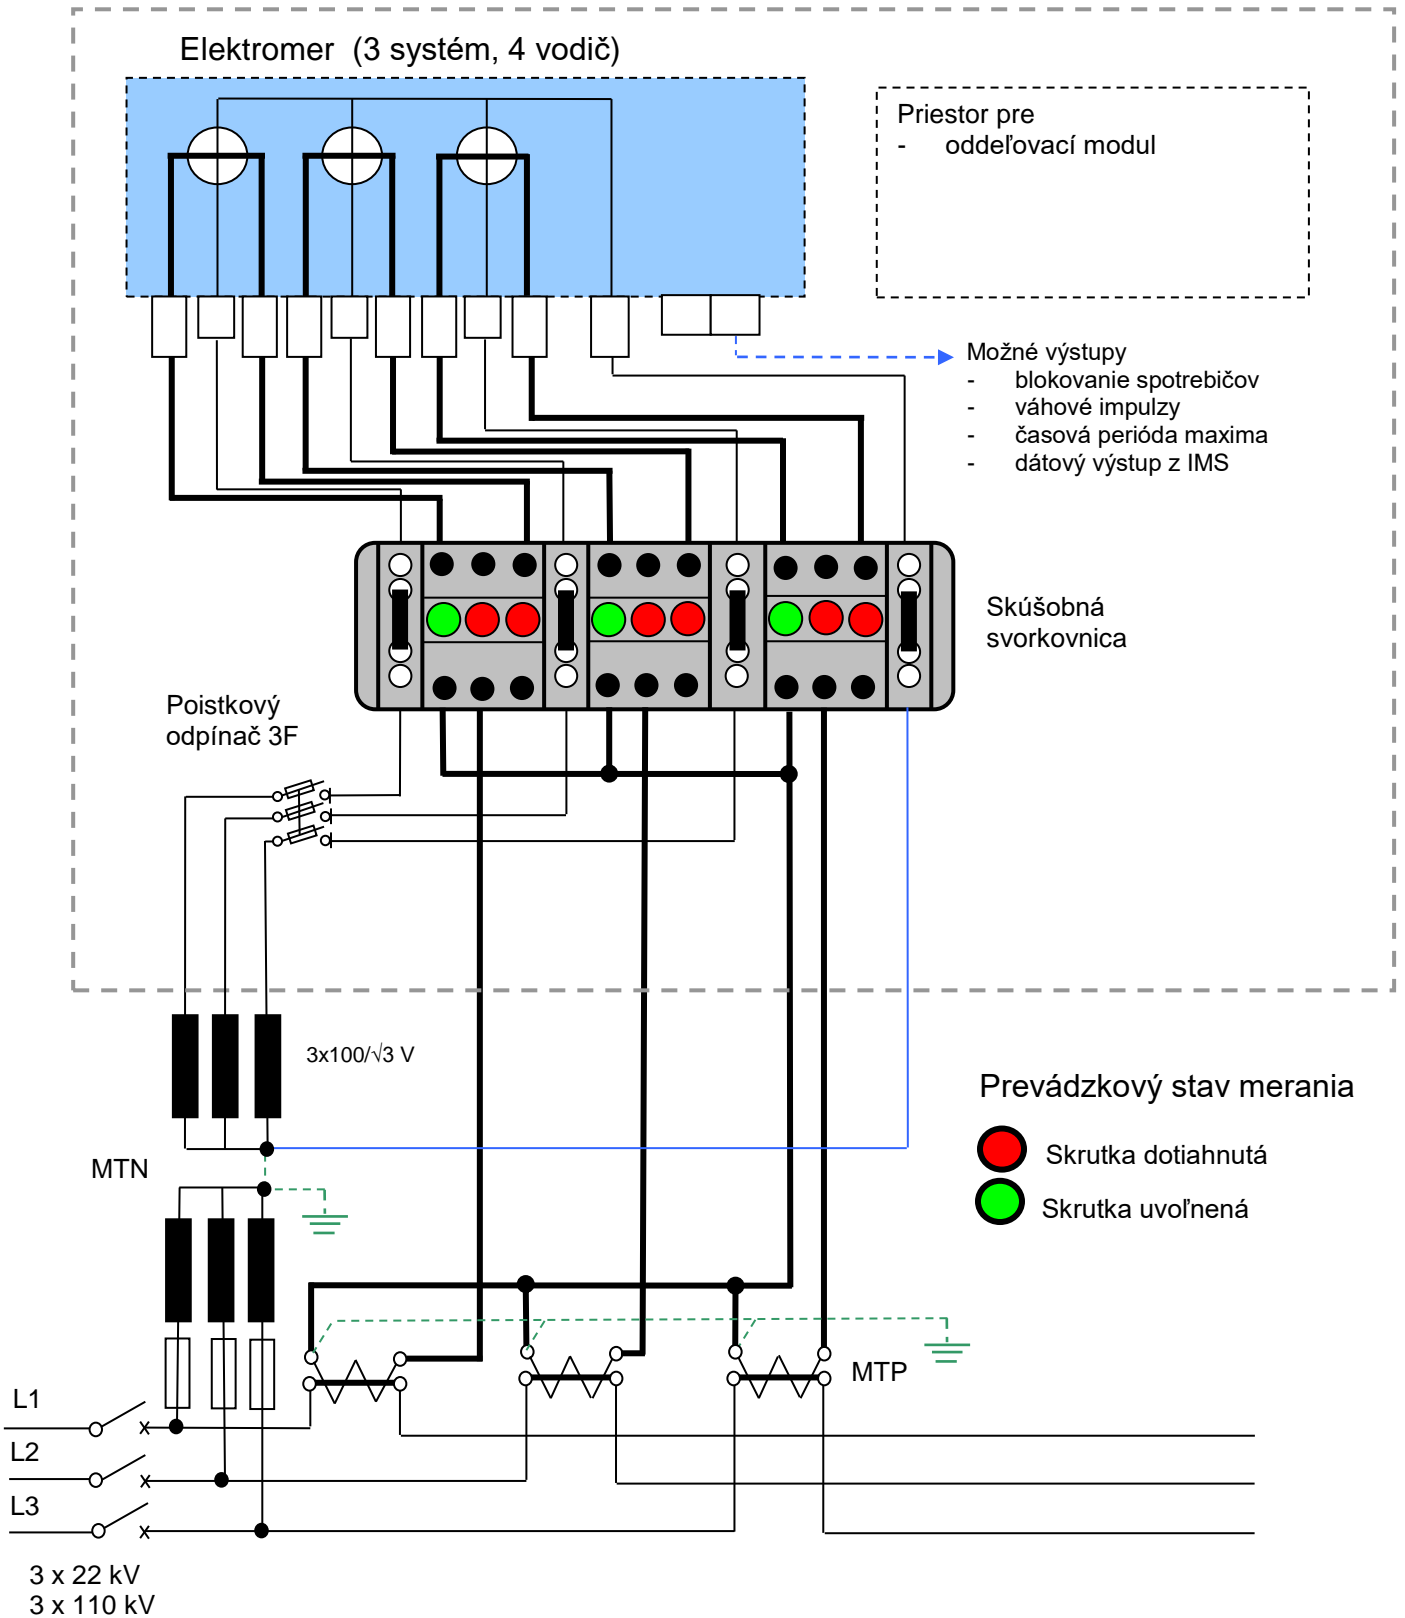 Elektromer (3 systém, 4 vodič)
Priestor pre
- oddeľovací modul
Možné výstupy
- blokovanie spotrebičov
- váhové impulzy
- časová perióda maxima
- dátový výstup z IMS
Skúšobná
svorkovnica
Poistkový
odpínač 3F
3x100/√3 V
Prevádzkový stav merania
Skrutka dotiahnutá
Skrutka uvoľnená
MTN
MTP
L1
L2
L3
3 x 22 kV
3 x 110 kV